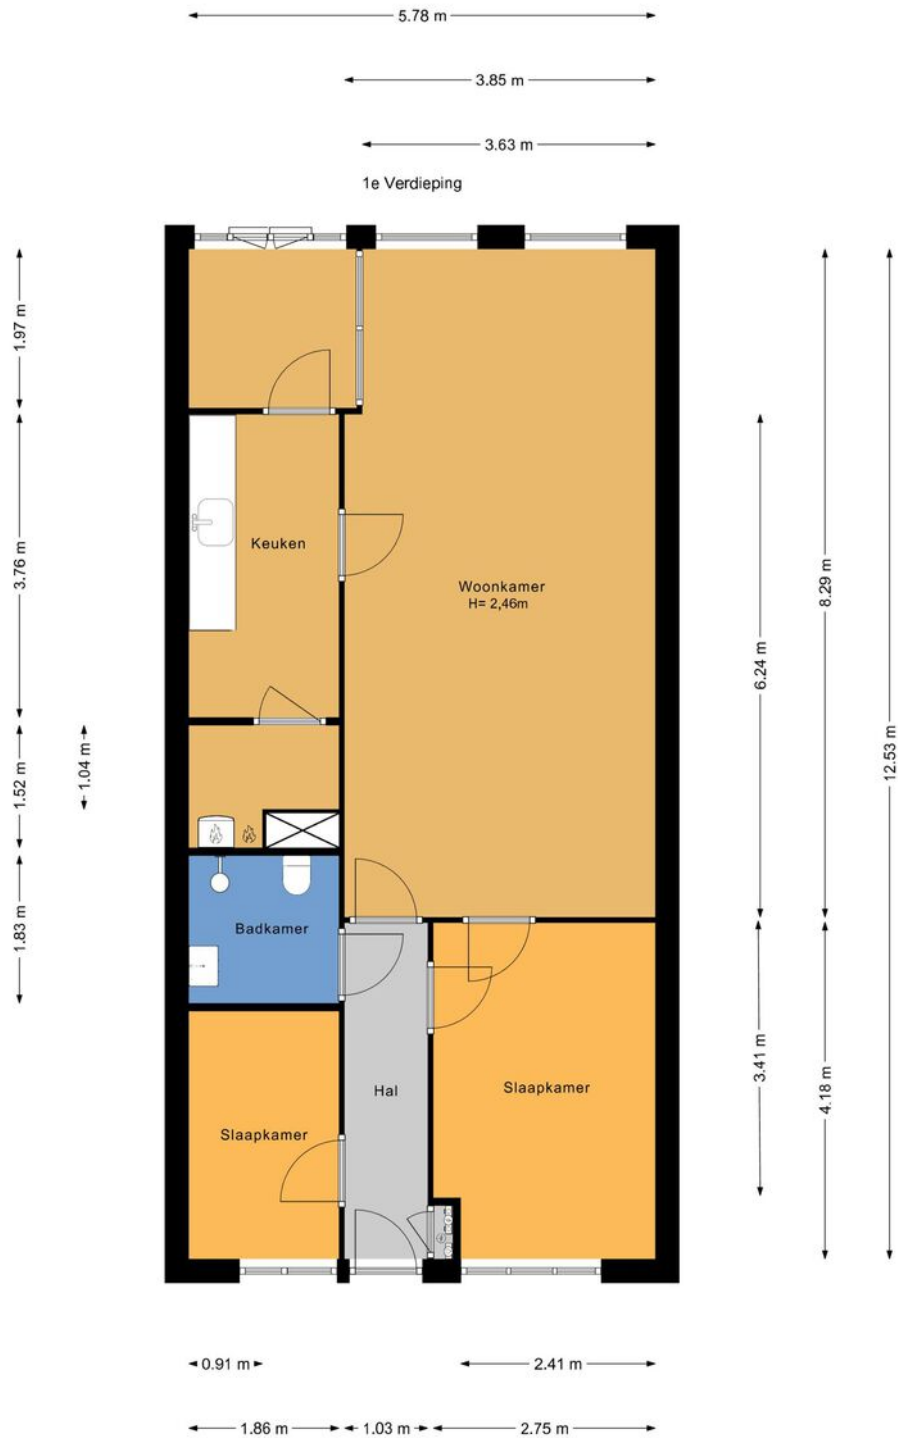 5.78 m
3.85 m
3.63 m
1e Verdieping
1.97 m
3.76 m
Keuken
Woonkamer
H= 2,46m
8.29 m
6.24 m
12.53 m
1.52 m
1.04 m
1.83 m
Badkamer
Hal
Slaapkamer
Slaapkamer
3.41 m
4.18 m
0.91 m
2.41 m
1.86 m
1.03 m
2.75 m